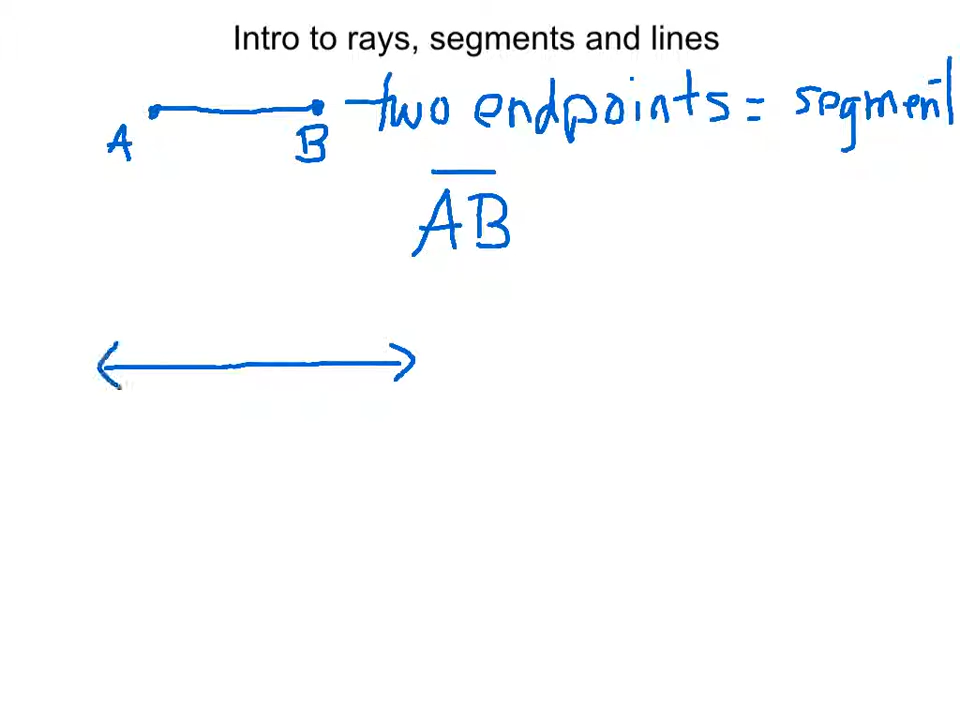 Intro to rays, segments and lines
two endpoints = segment
A B
AB